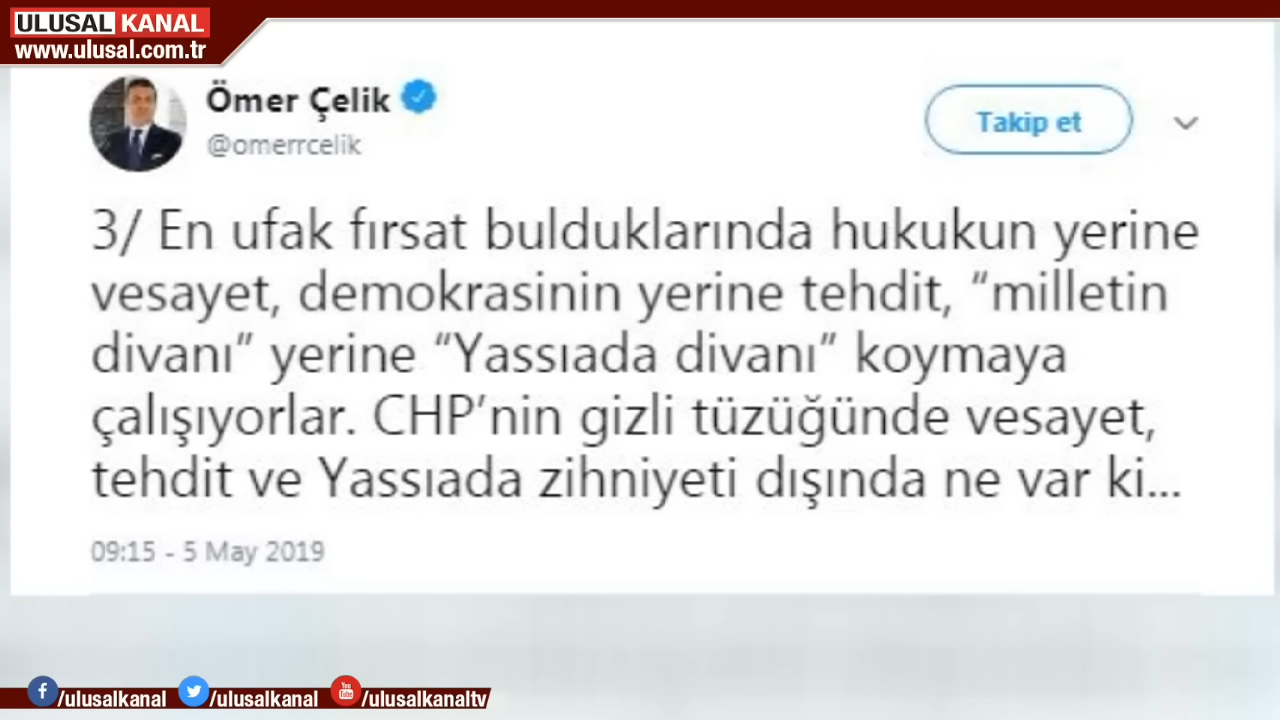 ULUSAL KANAL
www.ulusal.com.tr
Ömer Çelik
@omerrcelik
Takip et
3/ En ufak fırsat bulduklarında hukukun yerine
vesayet, demokrasinin yerine tehdit, “milletin
divanı” yerine “Yassıada divanı” koymaya
çalışıyorlar. CHP’nin gizli tüzüğünde vesayet,
tehdit ve Yassıada zihniyeti dışında ne var ki...
09:15 - 5 May 2019
/ulusalkanal /ulusalkanal /ulusalkanaltv